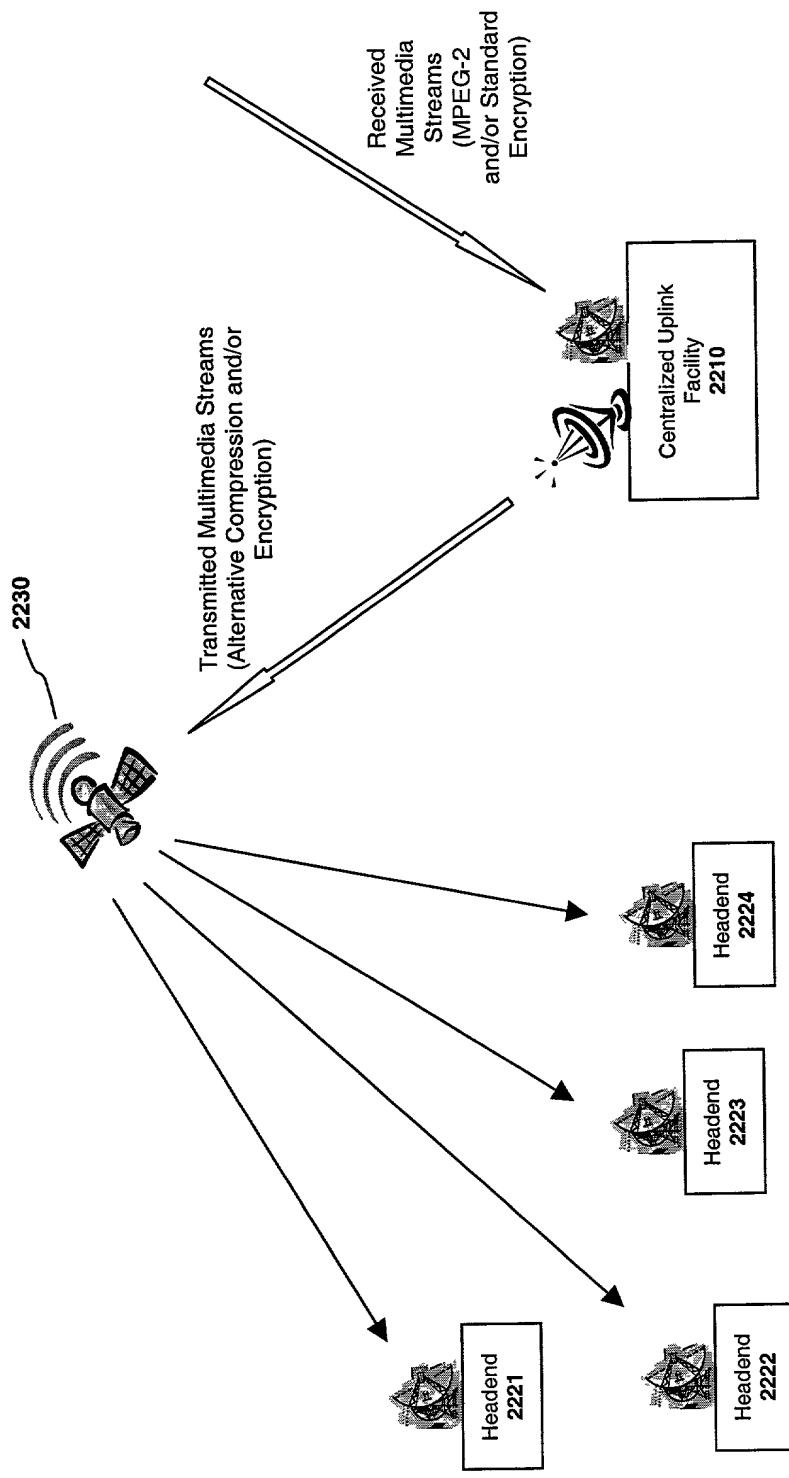 2230
Transmitted Multimedia Streams
(Alternative Compression and/or
Encryption)
Received
Multimedia
Streams
(MPEG-2
and/or Standard
Encryption)
Centralized Uplink
Facility
2210
Headend
2221
Headend
2222
Headend
2223
Headend
2224